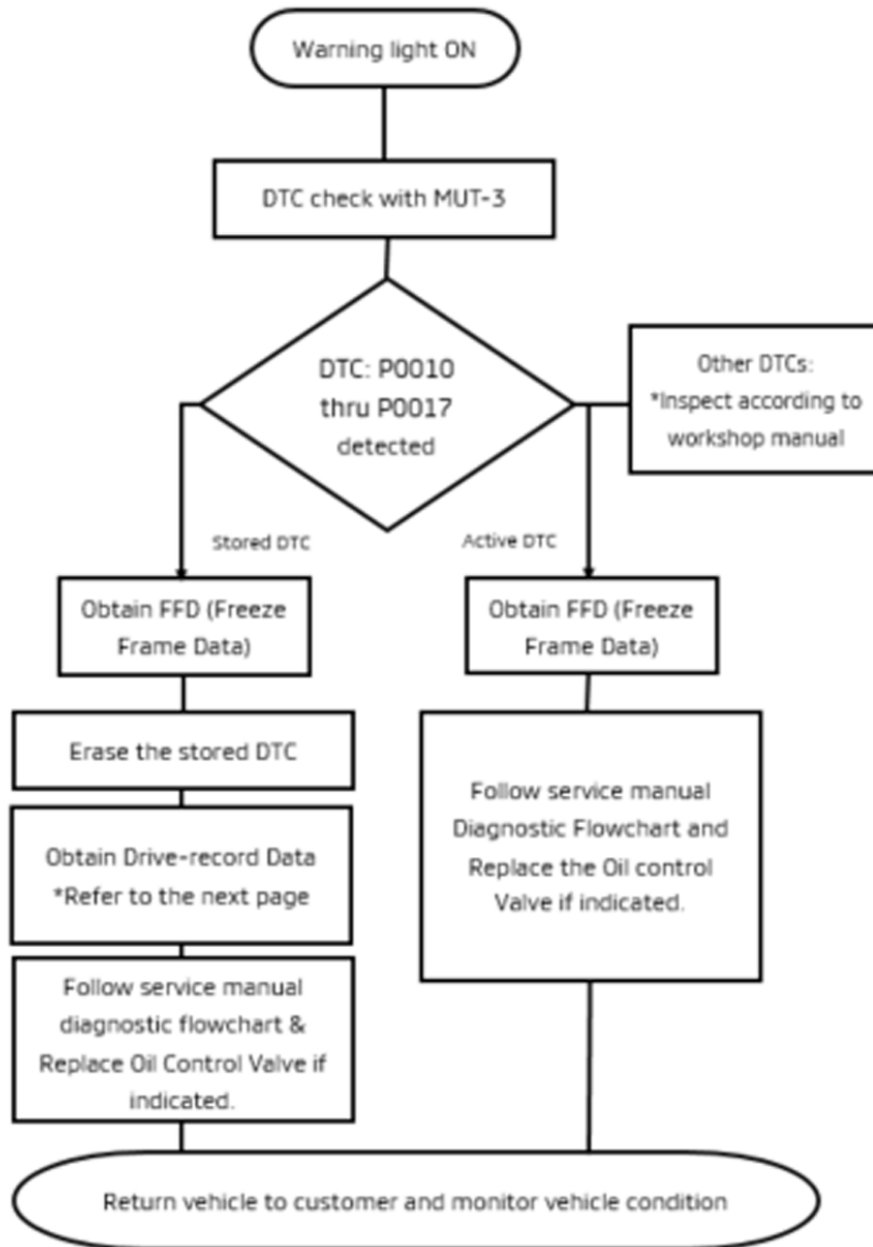 Warning light ON
DTC check with MUT-3
DTC: P0010
thru P0017
detected
Other DTCs:
*Inspect according to
workshop manual
Stored DTC
Active DTC
Obtain FFD (Freeze
Frame Data)
Obtain FFD (Freeze
Frame Data)
Erase the stored DTC
Obtain Drive-record Data
*Refer to the next page
Follow service manual
diagnostic flowchart &
Replace Oil Control Valve if
indicated.
Follow service manual
Diagnostic Flowchart and
Replace the Oil control
Valve if indicated.
Return vehicle to customer and monitor vehicle condition